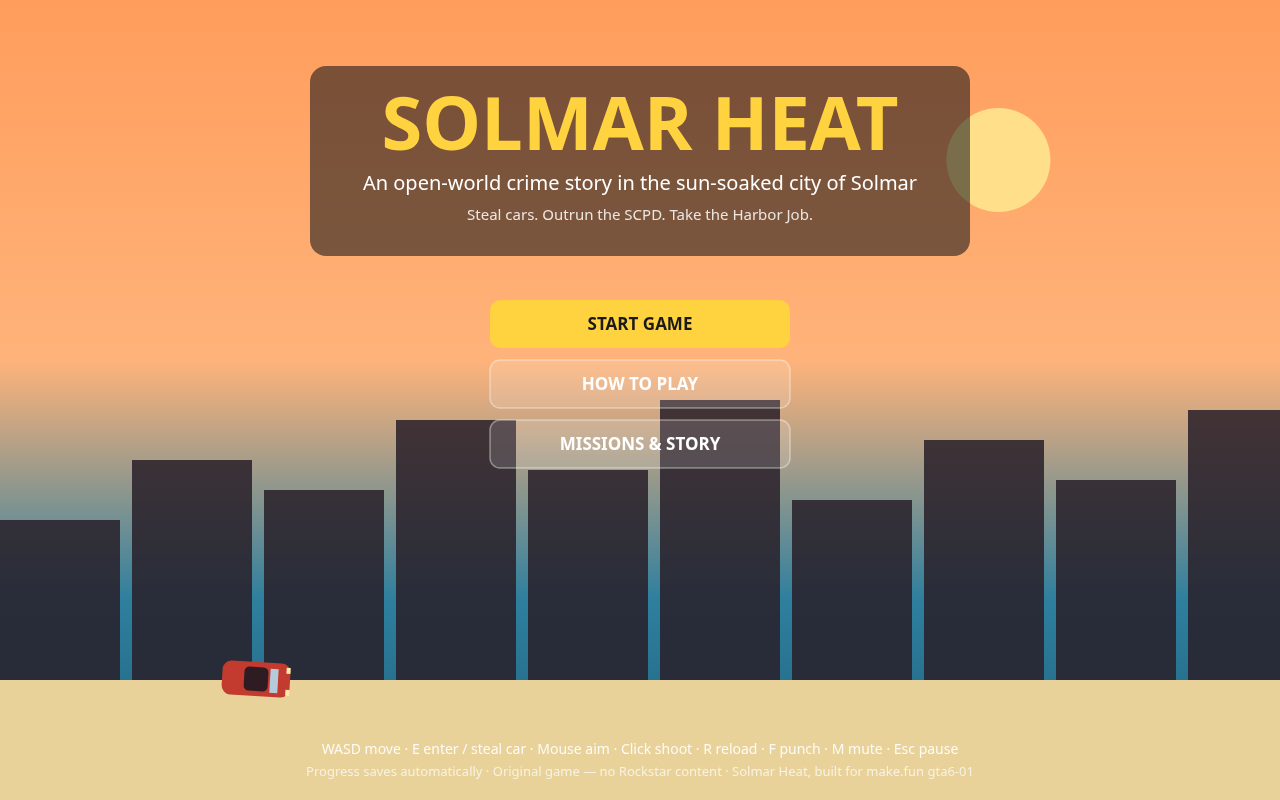 SOLMAR HEAT
An open-world crime story in the sun-soaked city of Solmar
Steal cars. Outrun the SCPD. Take the Harbor Job.
START GAME
HOW TO PLAY
MISSIONS & STORY
WASD move · E enter / steal car · Mouse aim · Click shoot · R reload · F punch · M mute · Esc pause
Progress saves automatically · Original game — no Rockstar content · Solmar Heat, built for make.fun gta6-01